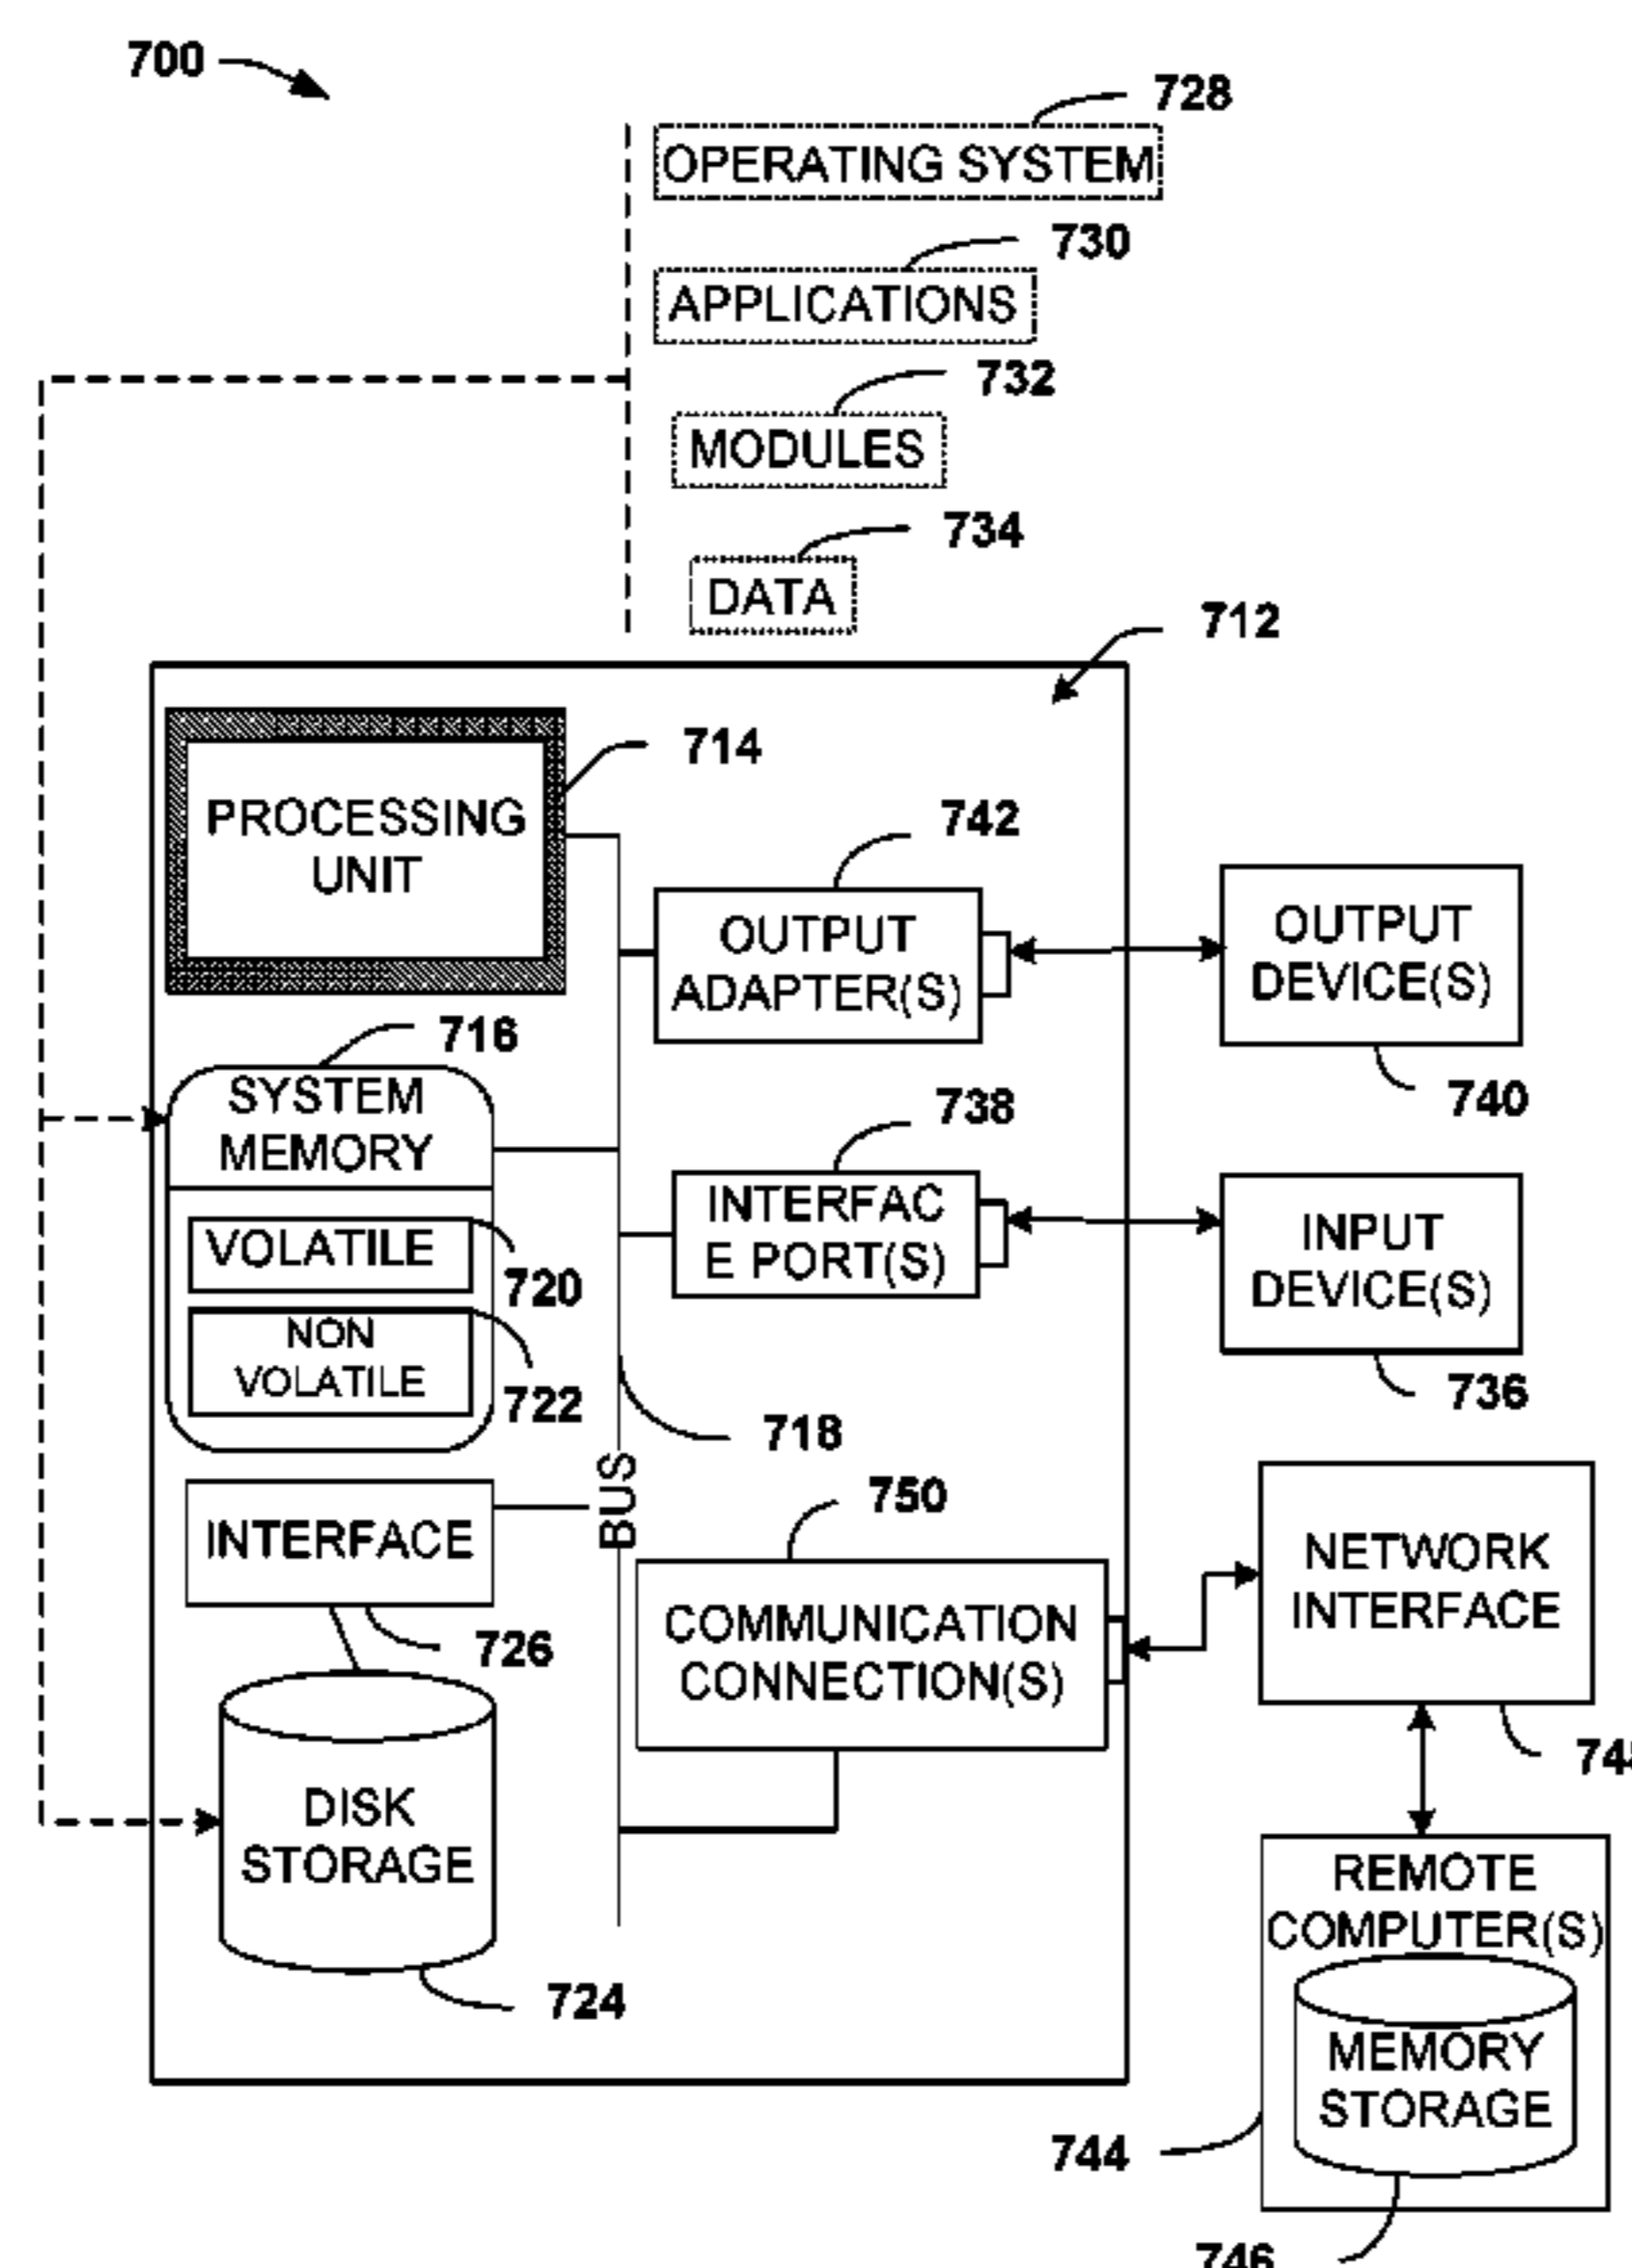 700
728
OPERATING SYSTEM
730
APPLICATIONS
732
MODULES
734
DATA
712
714
PROCESSING
UNIT
742
OUTPUT
ADAPTER(S)
OUTPUT
DEVICE(S)
740
716
SYSTEM
MEMORY
738
INTERFAC
E PORT(S)
INPUT
DEVICE(S)
736
VOLATILE
720
NON
VOLATILE
722
718
BUS
INTERFACE
726
750
COMMUNICATION
CONNECTION(S)
NETWORK
INTERFACE
DISK
STORAGE
724
REMOTE
COMPUTER(S)
MEMORY
STORAGE
744
746